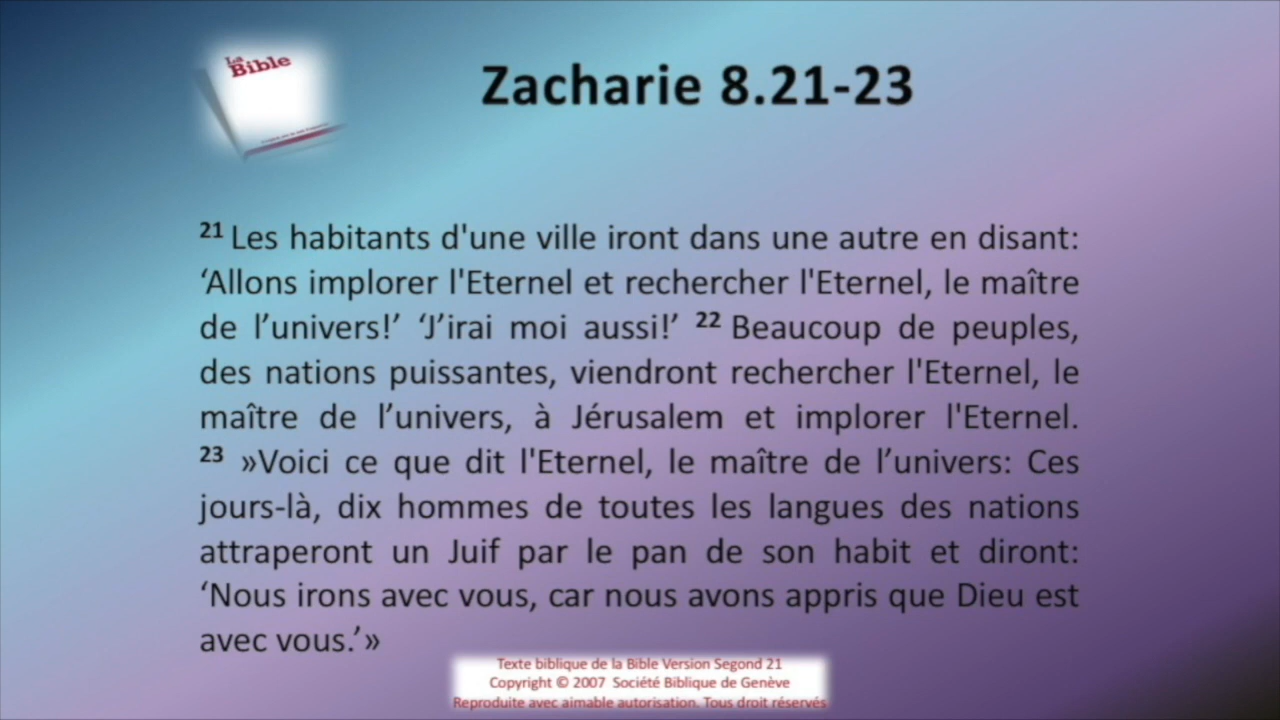 La
Bible
Zacharie 8.21-23
21 Les habitants d'une ville iront dans une autre en disant:
‘Allons implorer l'Eternel et rechercher l'Eternel, le maître
de l’univers!’ ‘J’irai moi aussi!’ 22 Beaucoup de peuples,
des nations puissantes, viendront rechercher l'Eternel, le
maître de l’univers, à Jérusalem et implorer l'Eternel.
23 »Voici ce que dit l'Eternel, le maître de l’univers: Ces
jours-là, dix hommes de toutes les langues des nations
attraperont un Juif par le pan de son habit et diront:
‘Nous irons avec vous, car nous avons appris que Dieu est
avec vous.’»
Texte biblique de la Bible Version Segond 21
Copyright © 2007 Société Biblique de Genève
Reproduite avec aimable autorisation. Tous droit réservés